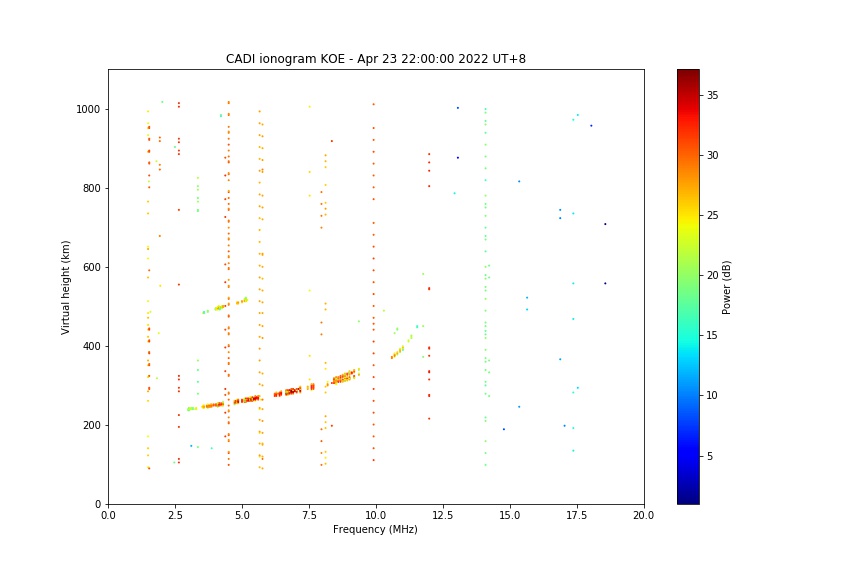 CADI ionogram KOE - Apr 23 22:00:00 2022 UT+8
Virtual height (km)
1000
800
600
400
200
0
0.0 2.5 5.0 7.5 10.0 12.5 15.0 17.5 20.0
Frequency (MHz)
35
30
25
20
15
10
5
Power (dB)